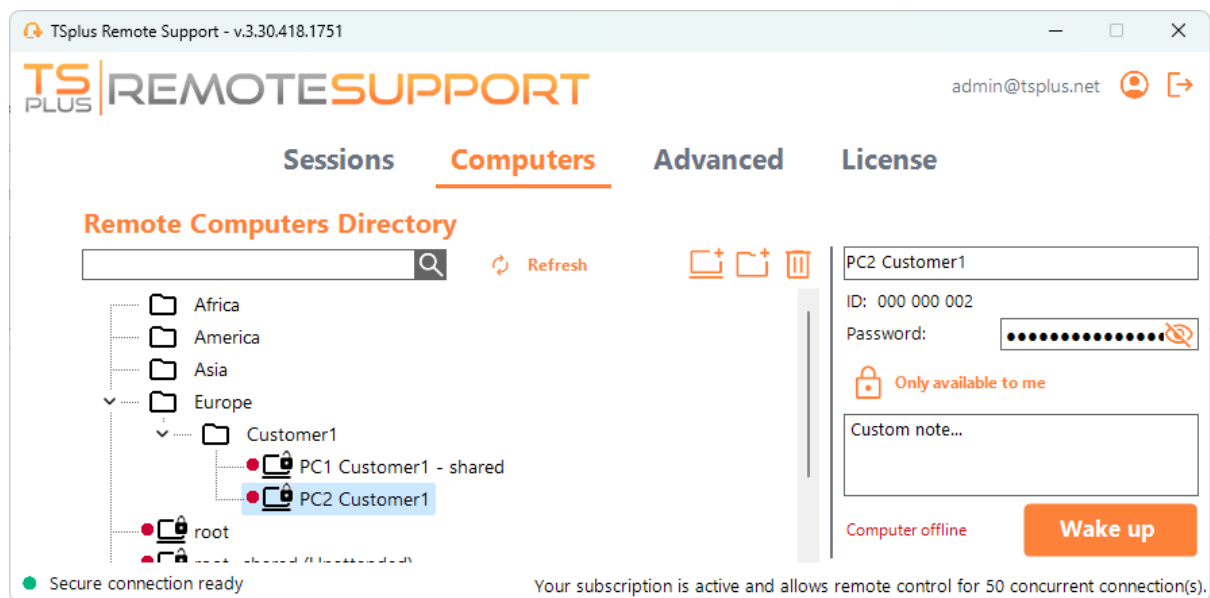 TSplus Remote Support - v.3.30.418.1751
TS PLUS REMOTESUPPORT
admin@tsplus.net
Sessions Computers Advanced License
Remote Computers Directory
Refresh
Africa
America
Asia
Europe
Customer1
PC1 Customer1 - shared
PC2 Customer1
root
root - shared (Unattended)
PC2 Customer1
ID: 000 000 002
Password:
Only available to me
Custom note...
Computer offline
Wake up
Secure connection ready
Your subscription is active and allows remote control for 50 concurrent connection(s).